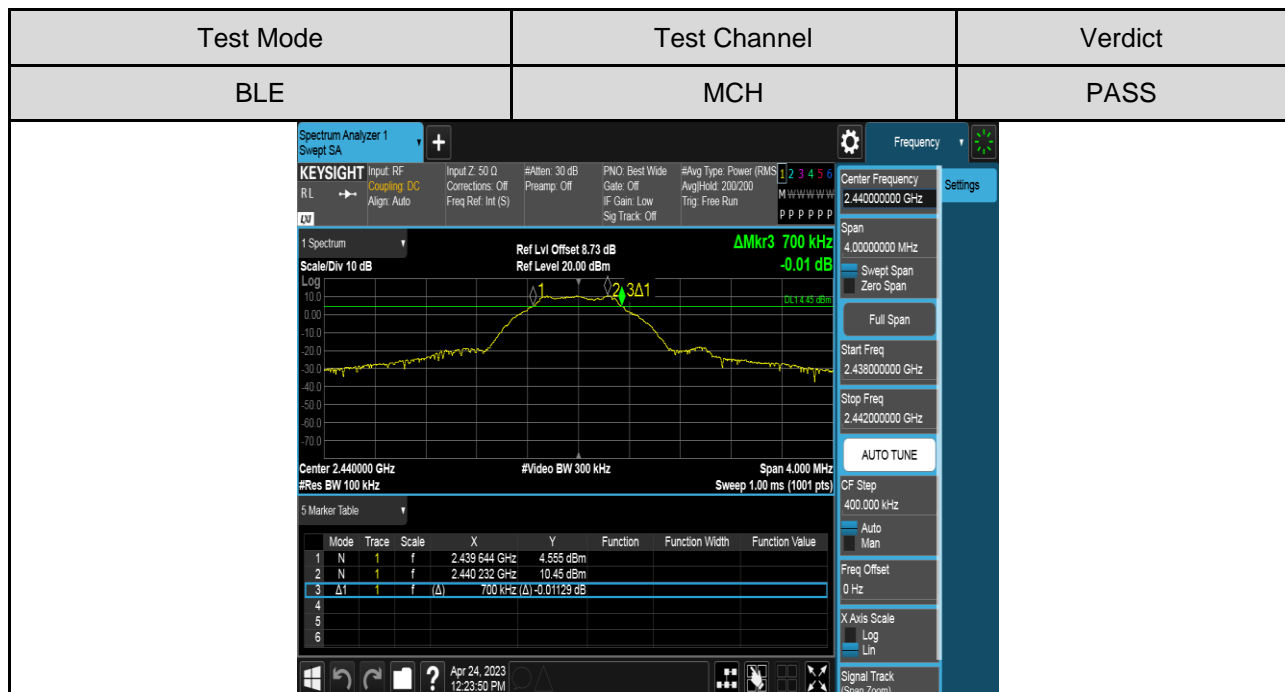 Test Mode Test Channel Verdict
BLE MCH PASS
Spectrum Analyzer 1
Swept SA
+
Frequency
KEYSIGHT
RL
LXI
Input: RF
Coupling: DC
Align: Auto
Input Z: 50 Ω
Corrections: Off
Freq Ref: Int (S)
#Atten: 30 dB
Preamp: Off
PNO: Best Wide
Gate: Off
IF Gain: Low
Sig Track: Off
#Avg Type: Power (RMS
Avg|Hold: 200/200
Trig: Free Run
1 2 3 4 5 6
M W W W W W
P P P P P P
1 Spectrum
Scale/Div 10 dB
Ref Lvl Offset 8.73 dB
Ref Level 20.00 dBm
ΔMkr3 700 kHz
-0.01 dB
Log
10.0
0.00
-10.0
-20.0
-30.0
-40.0
-50.0
-60.0
-70.0
1 2 3Δ1
DL1 4.45 dBm
Center 2.440000 GHz #Video BW 300 kHz Span 4.000 MHz
#Res BW 100 kHz Sweep 1.00 ms (1001 pts)
5 Marker Table
Mode Trace Scale X Y Function Function Width Function Value
1 N 1 f 2.439 644 GHz 4.555 dBm
2 N 1 f 2.440 232 GHz 10.45 dBm
3 Δ1 1 f (Δ) 700 kHz (Δ) -0.01129 dB
4
5
6
?
Apr 24, 2023
12:23:50 PM
Center Frequency
2.440000000 GHz
Settings
Span
4.00000000 MHz
Swept Span
Zero Span
Full Span
Start Freq
2.438000000 GHz
Stop Freq
2.442000000 GHz
AUTO TUNE
CF Step
400.000 kHz
Auto
Man
Freq Offset
0 Hz
X Axis Scale
Log
Lin
Signal Track
(Span Zoom)